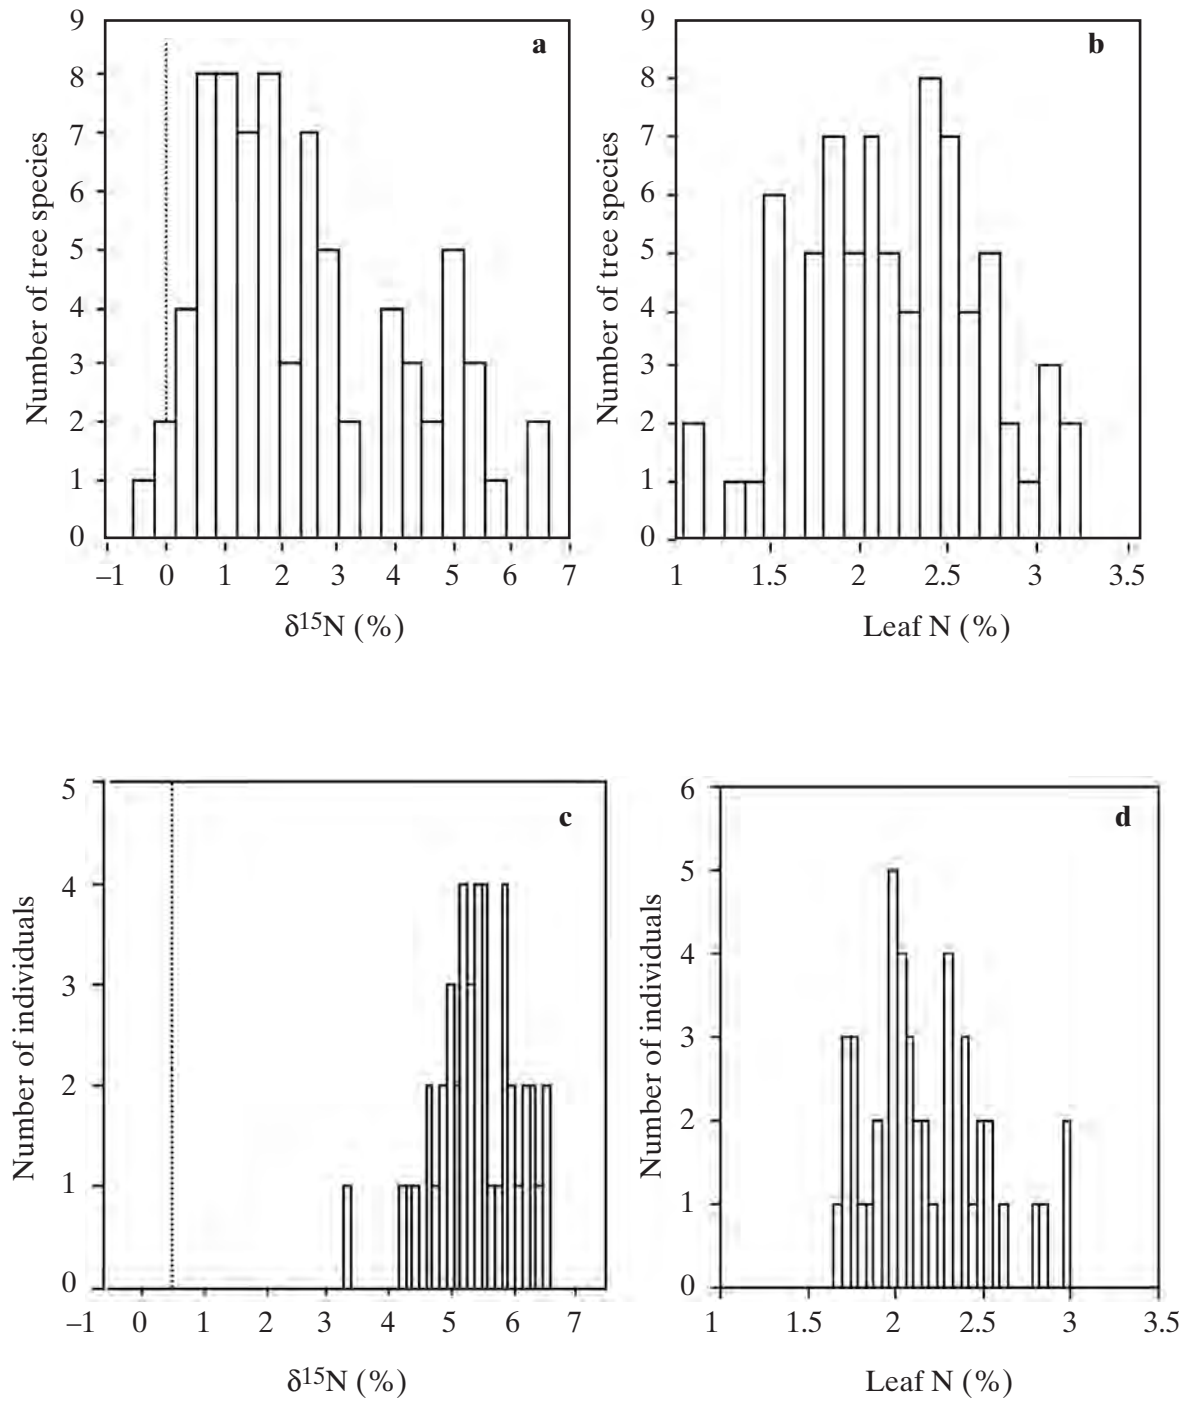 a
Number of tree species
9
8
7
6
5
4
3
2
1
0
–1 0 1 2 3 4 5 6 7
δ¹⁵N (%)
b
Number of tree species
9
8
7
6
5
4
3
2
1
0
1 1.5 2 2.5 3 3.5
Leaf N (%)
c
Number of individuals
5
4
3
2
1
0
–1 0 1 2 3 4 5 6 7
δ¹⁵N (%)
d
Number of individuals
6
5
4
3
2
1
0
1 1.5 2 2.5 3 3.5
Leaf N (%)